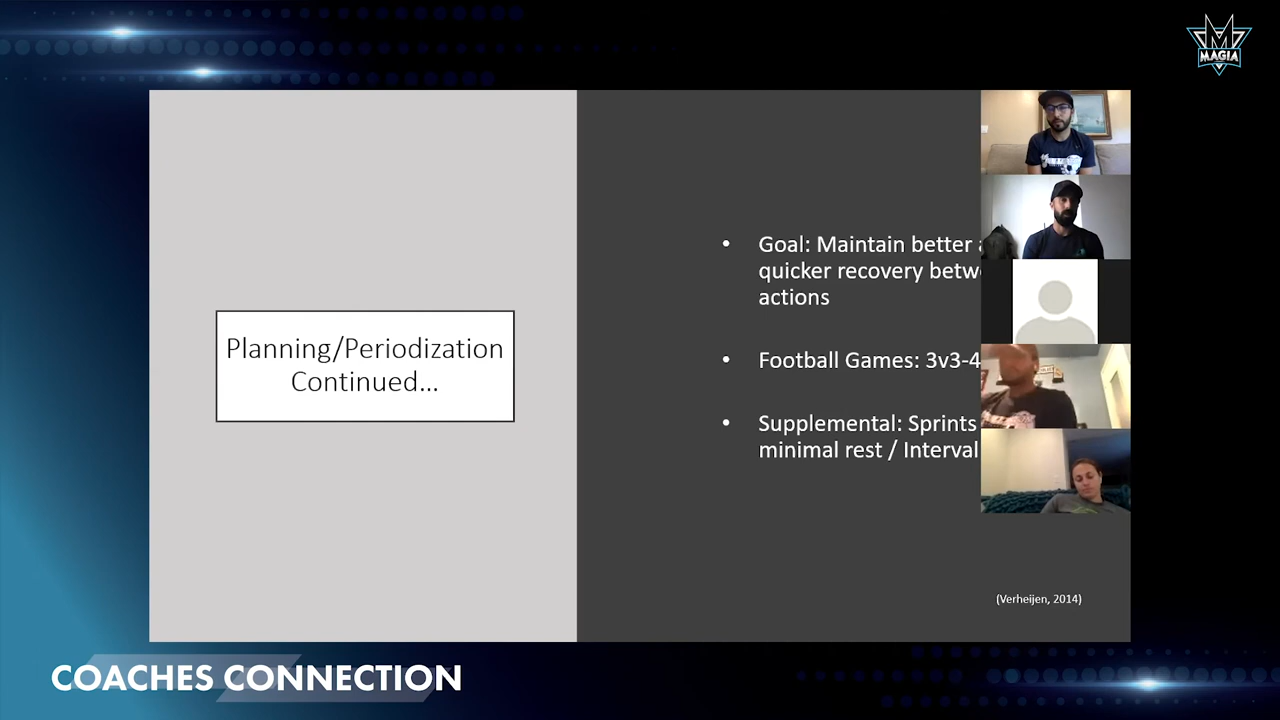 MAGIA
Planning/Periodization
Continued...
• Goal: Maintain better
quicker recovery
actions
• Football Games: 3v3-4
• Supplemental: Sprints
minimal rest / Interval
(Verheijen, 2014)
COACHES CONNECTION